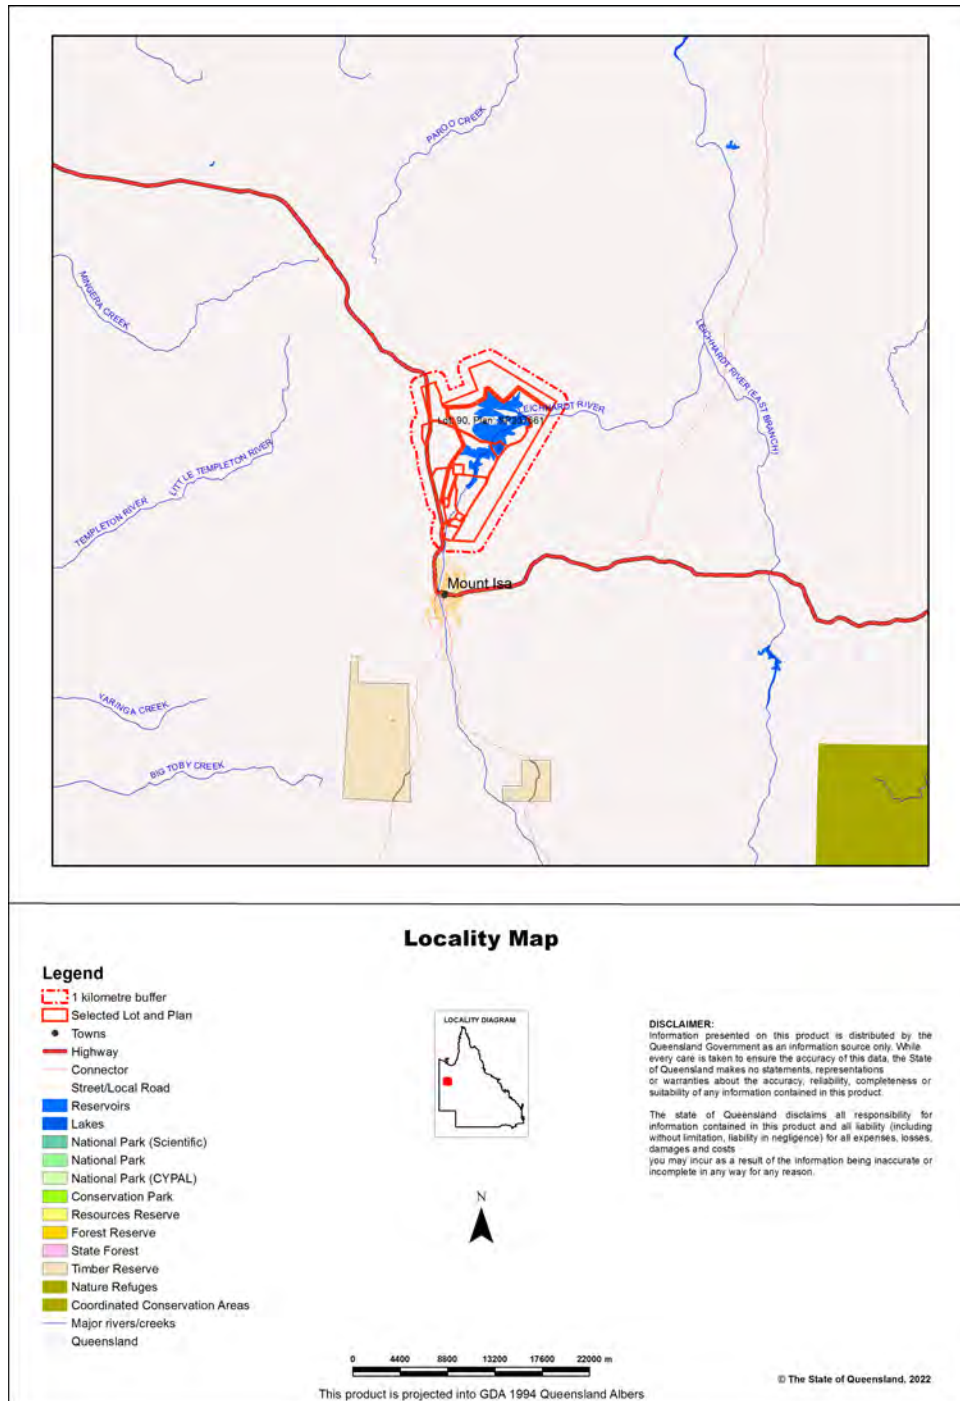 PAROO CREEK
MINGERA CREEK
LEICHHARDT RIVER (EAST BRANCH)
LEICHHARDT RIVER
Lot: 90, Plan:
LITTLE TEMPLETON RIVER
TEMPLETON RIVER
Mount Isa
YARINGA CREEK
BIG TOBY CREEK
Locality Map
Legend
1 kilometre buffer
Selected Lot and Plan
Towns
Highway
Connector
Street/Local Road
Reservoirs
Lakes
National Park (Scientific)
National Park
National Park (CYPAL)
Conservation Park
Resources Reserve
Forest Reserve
State Forest
Timber Reserve
Nature Refuges
Coordinated Conservation Areas
Major rivers/creeks
Queensland
LOCALITY DIAGRAM
N
DISCLAIMER:
Information presented on this product is distributed by the
Queensland Government as an information source only. While
every care is taken to ensure the accuracy of this data, the State
of Queensland makes no statements, representations
or warranties about the accuracy, reliability, completeness or
suitability of any information contained in this product.
The state of Queensland disclaims all responsibility for
information contained in this product and all liability (including
without limitation, liability in negligence) for all expenses, losses,
damages and costs
you may incur as a result of the information being inaccurate or
incomplete in any way for any reason.
0 4400 8800 13200 17600 22000 m
This product is projected into GDA 1994 Queensland Albers
© The State of Queensland, 2022